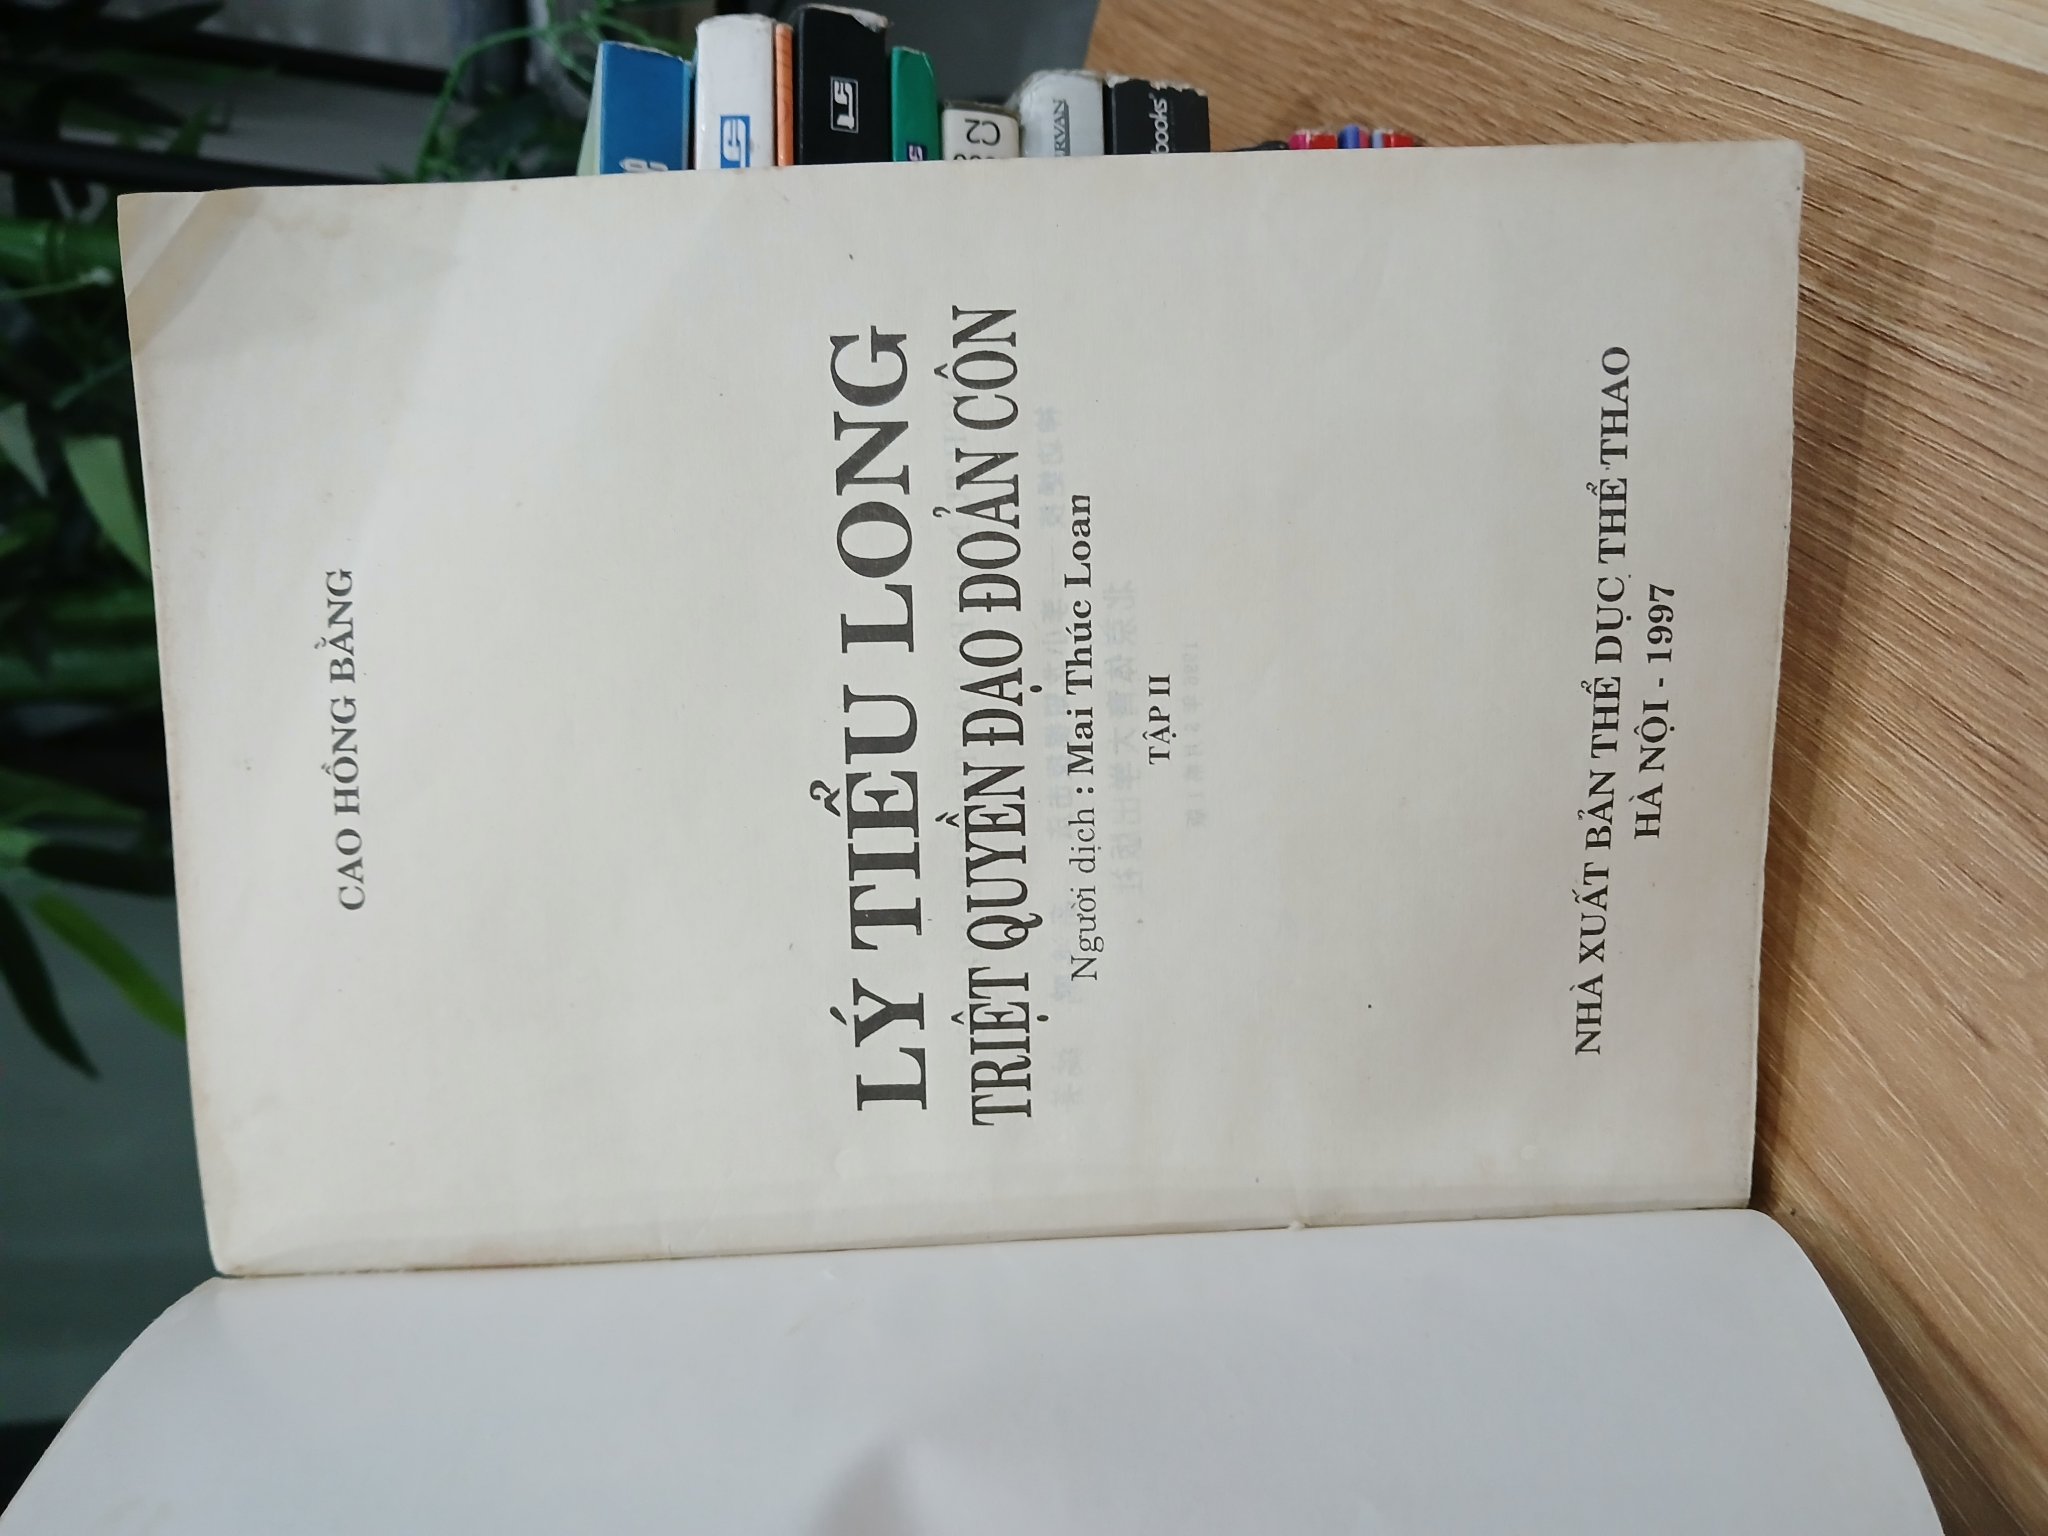 CAO HỒNG BẰNG
LÝ TIỂU LONG
TRIỆT QUYỀN ĐẠO ĐOẢN CÔN
Người dịch : Mai Thúc Loan
TẬP II
NHÀ XUẤT BẢN THỂ DỤC THỂ THAO
HÀ NỘI - 1997